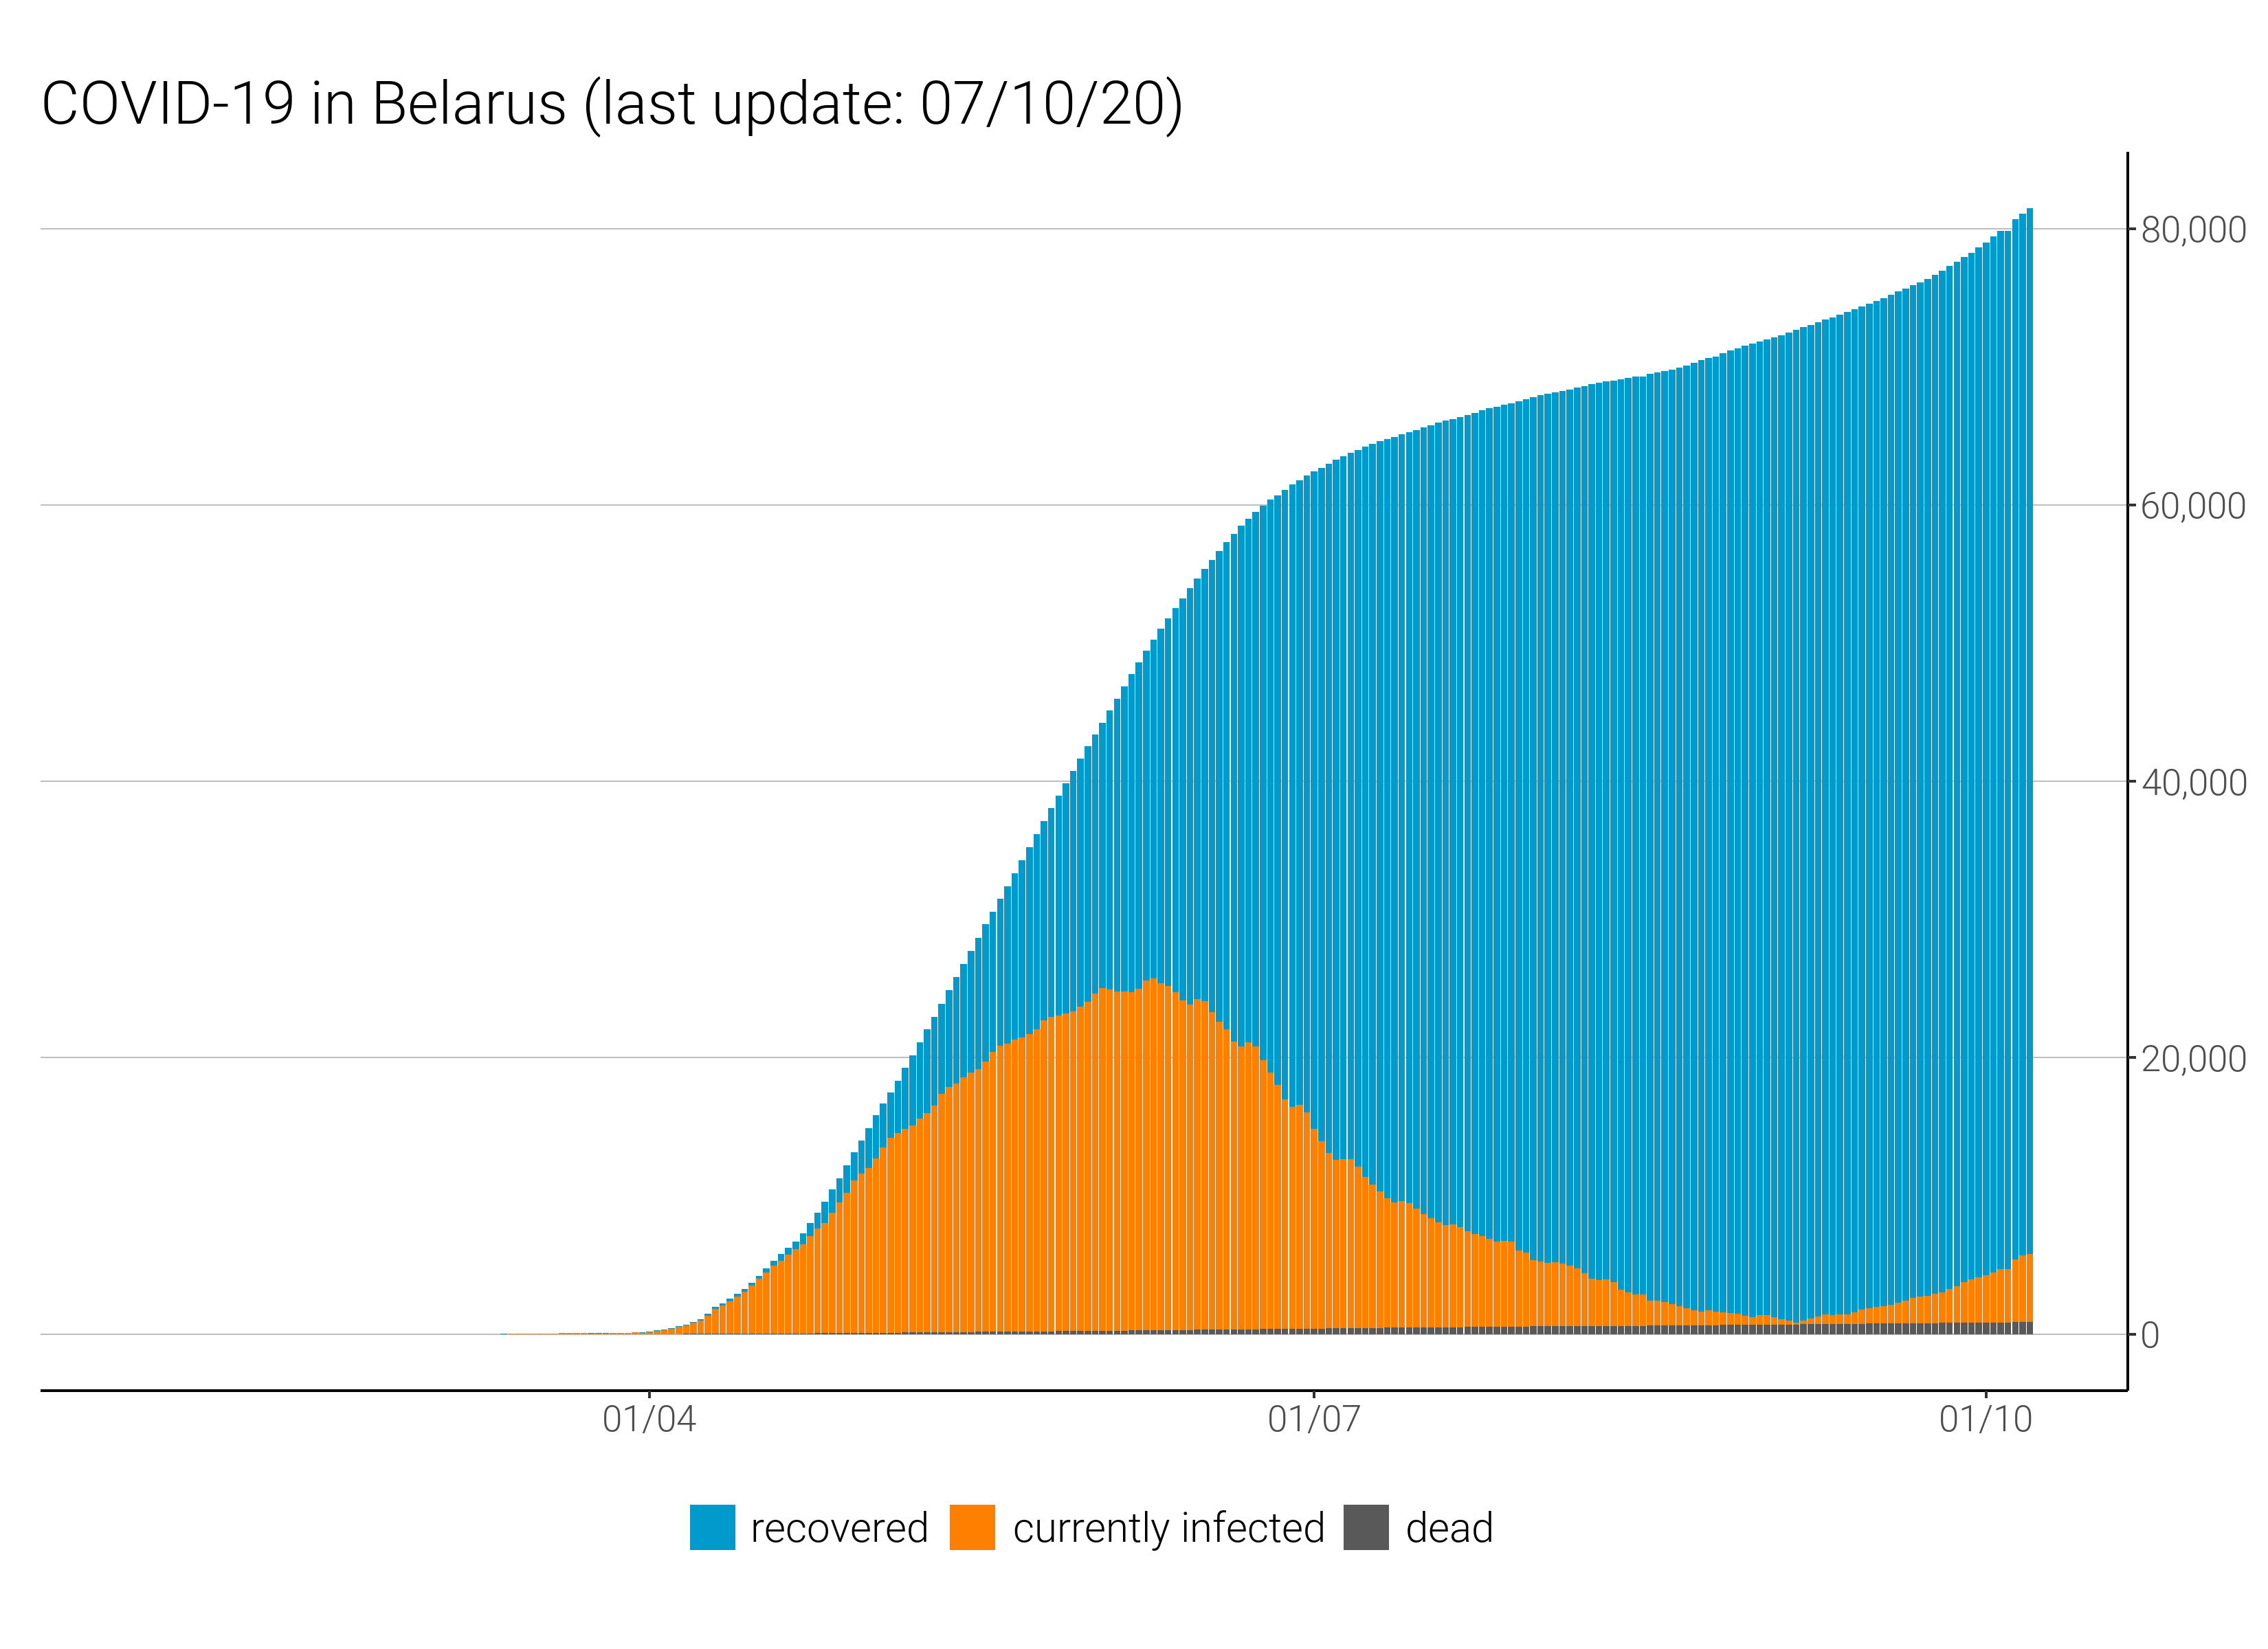 COVID-19 in Belarus (last update: 07/10/20)
80,000
60,000
40,000
20,000
0
01/04 01/07 01/10
recovered currently infected dead